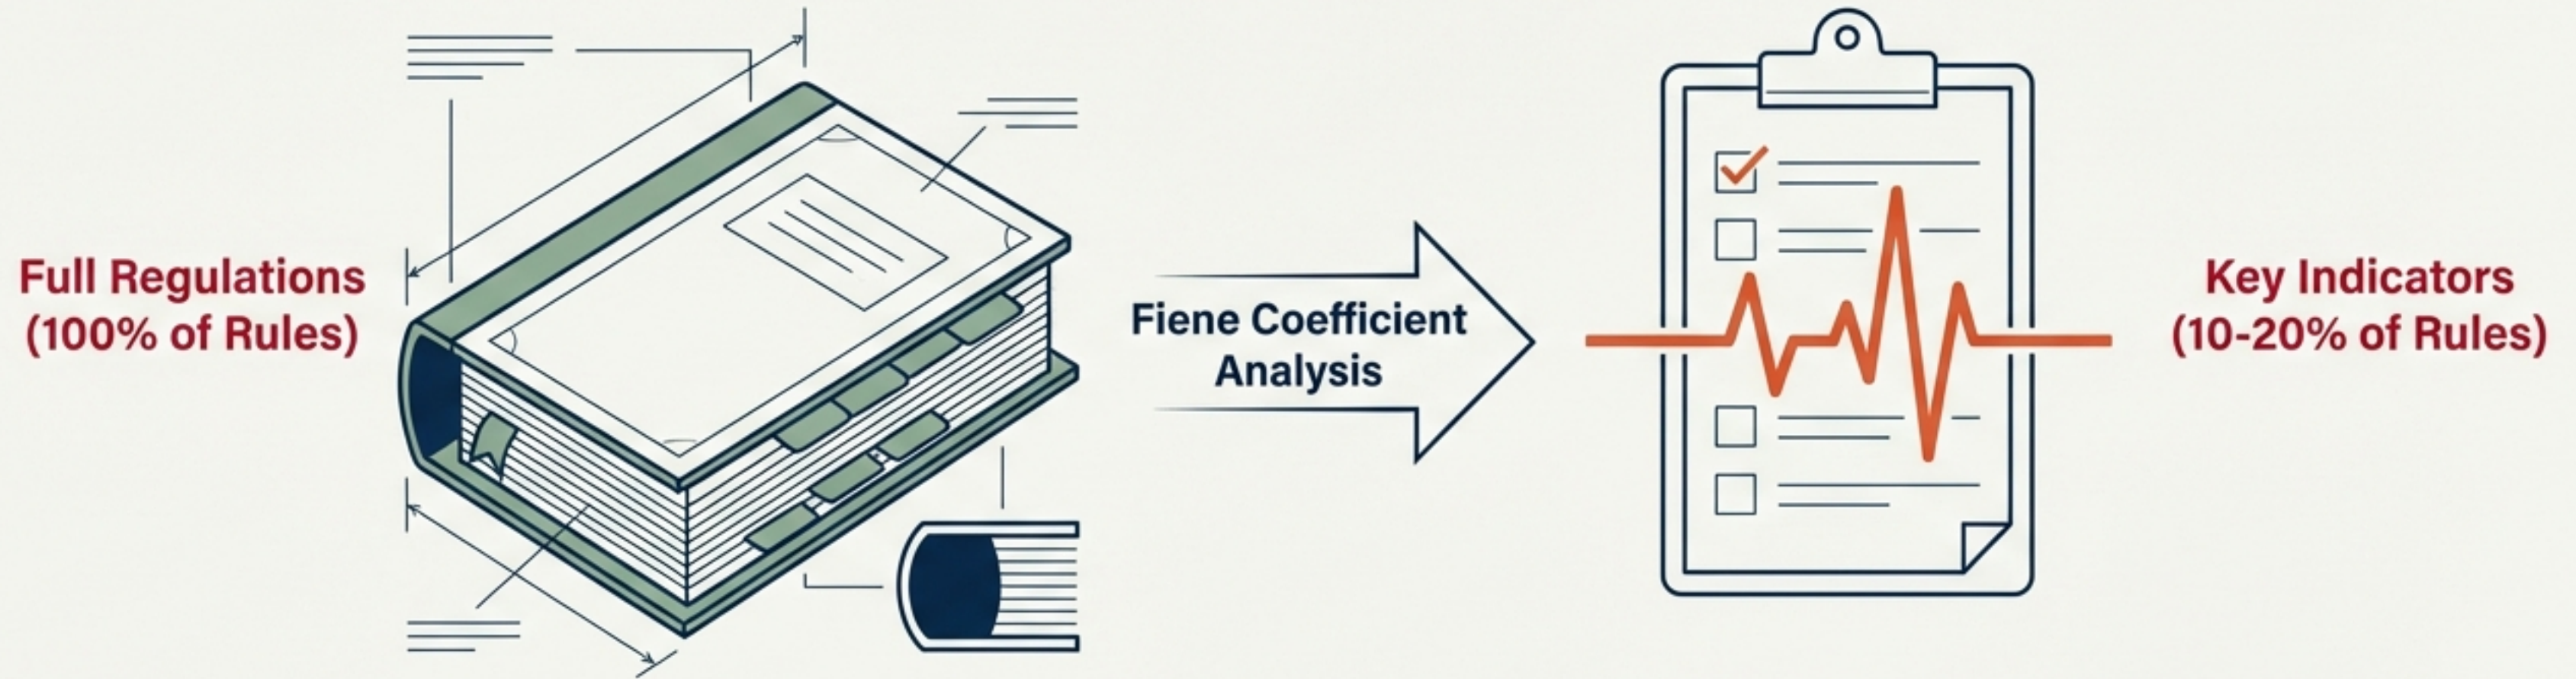 Full Regulations
(100% of Rules)
Fiene Coefficient
Analysis
Key Indicators
(10-20% of Rules)